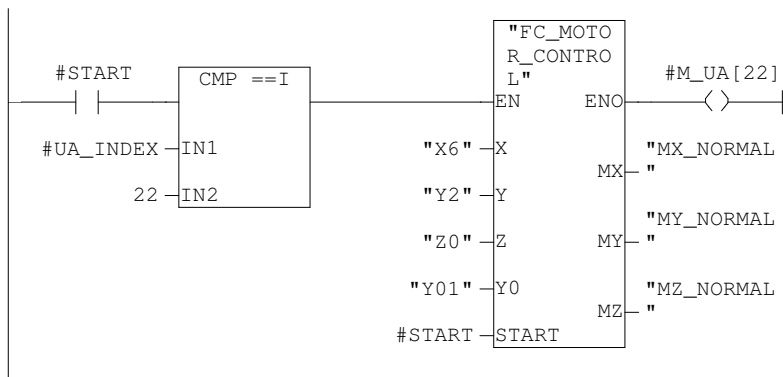 "FC_MOTO
R_CONTRO
L"
#START
CMP ==I
#M_UA[22]
EN ENO
#UA_INDEX IN1
"X6" X
"MX_NORMAL
MX "
22 IN2
"Y2" Y
"MY_NORMAL
"Z0" Z
MY "
"Y01" Y0
"MZ_NORMAL
MZ "
#START START